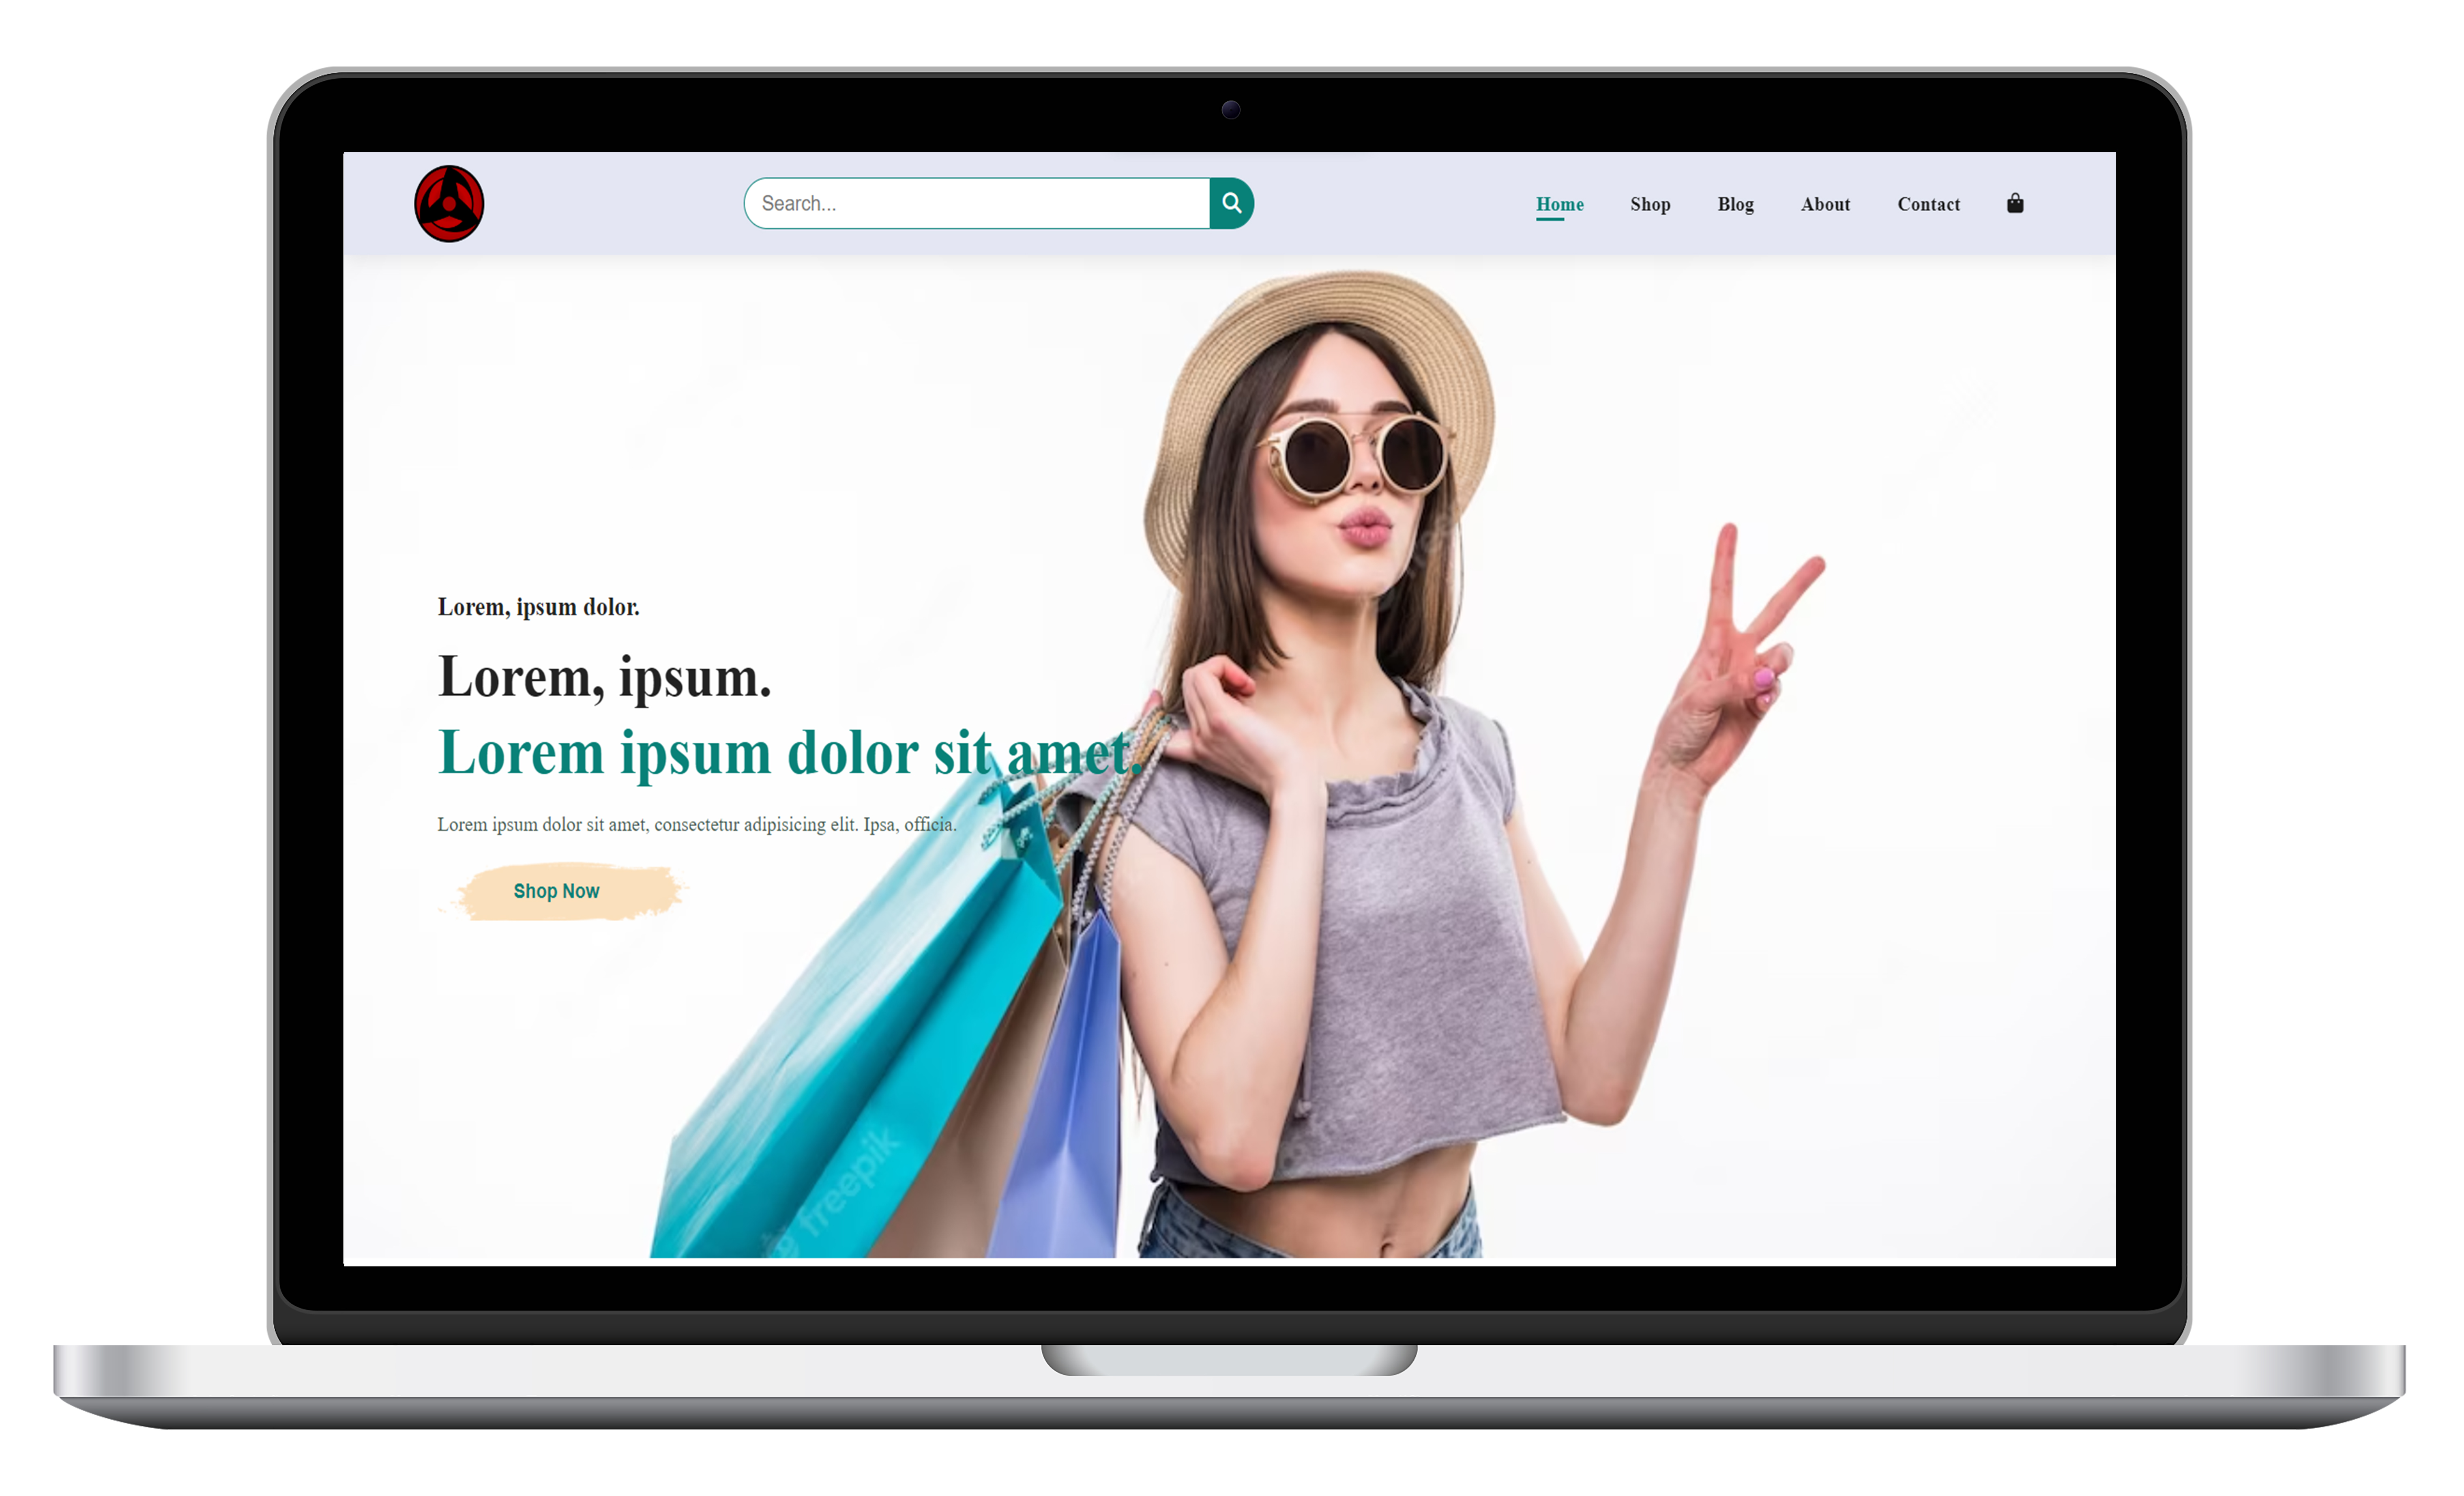 Search...
Home Shop Blog About Contact
Lorem, ipsum dolor.
Lorem, ipsum.
Lorem ipsum dolor sit amet.
Lorem ipsum dolor sit amet, consectetur adipisicing elit. Ipsa, officia.
Shop Now
freepik